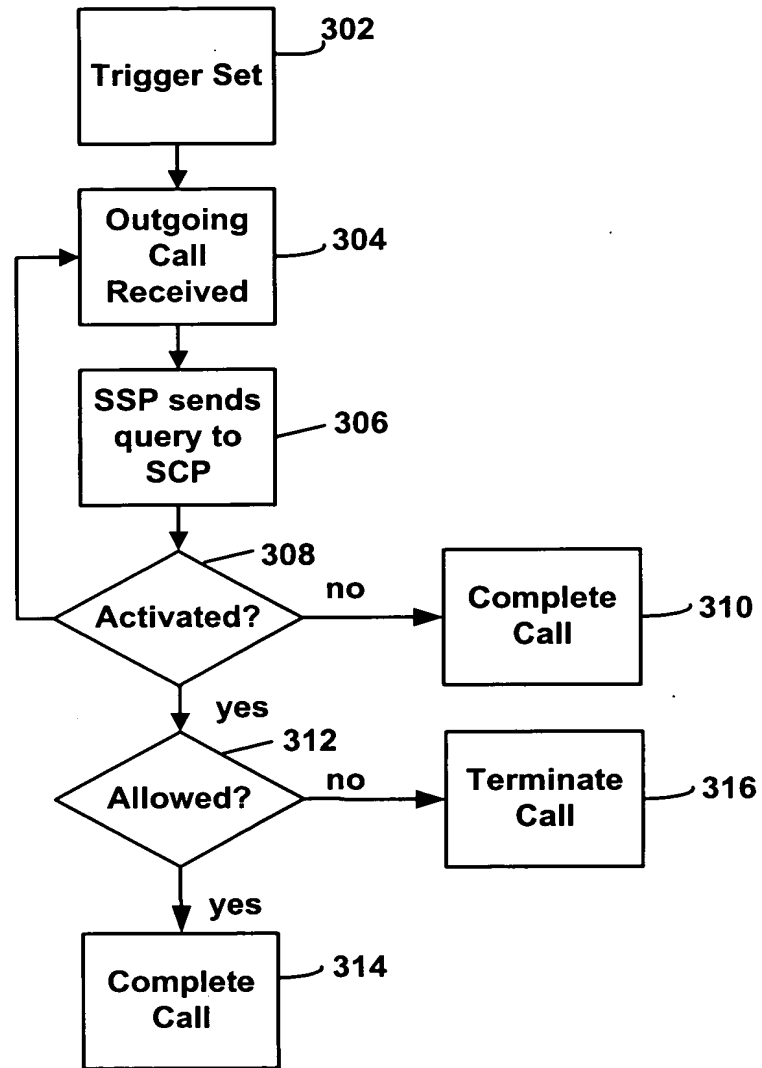 302
Trigger Set
Outgoing
Call
Received
304
SSP sends
query to
SCP
306
308
Activated?
no
Complete
Call
310
yes
312
Allowed?
no
Terminate
Call
316
yes
Complete
Call
314